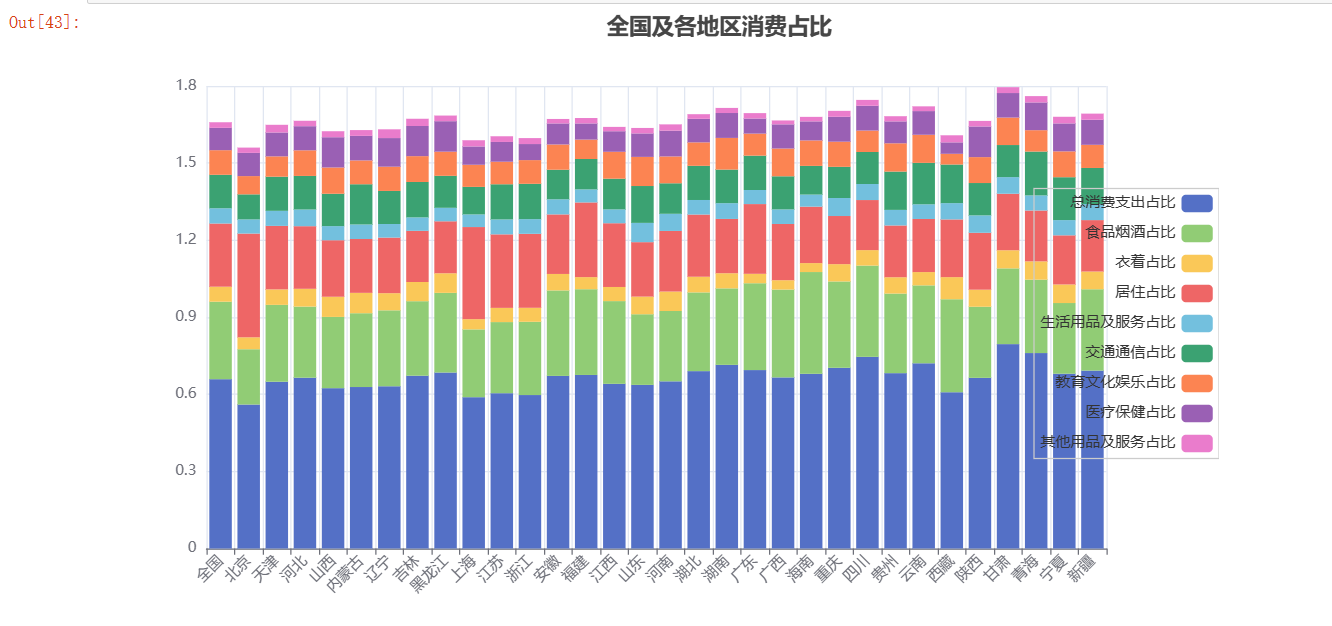 Out[43]:
全国及各地区消费占比
1.8
1.5
1.2
0.9
0.6
0.3
0
总消费支出占比
食品烟酒占比
衣着占比
居住占比
生活用品及服务占比
交通通信占比
教育文化娱乐占比
医疗保健占比
其他用品及服务占比
全国
北京
天津
河北
山西
内蒙古
辽宁
吉林
黑龙江
上海
江苏
浙江
安徽
福建
江西
山东
河南
湖北
湖南
广东
广西
海南
重庆
四川
贵州
云南
西藏
陕西
甘肃
青海
宁夏
新疆